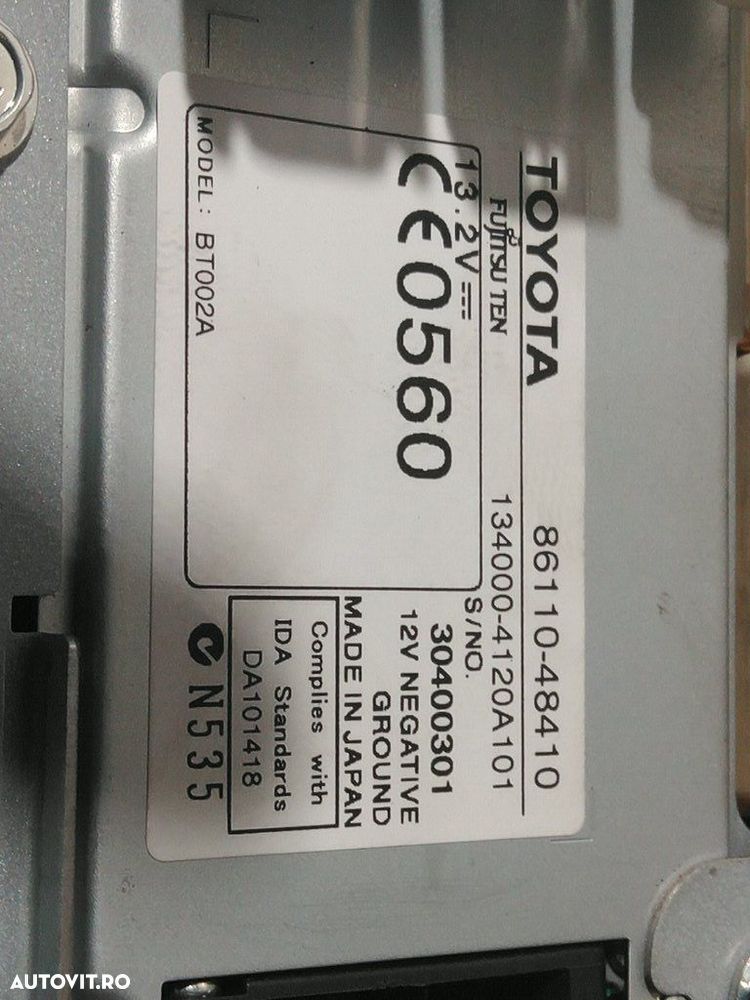 TOYOTA 86110-48410
FUJITSU TEN 134000-4120A101
13.2V
CE0560
MODEL: BT002A
S/NO.
30400301
12V NEGATIVE
GROUND
MADE IN JAPAN
Complies with
IDA Standards
DA101418
N535
AUTOVIT.RO